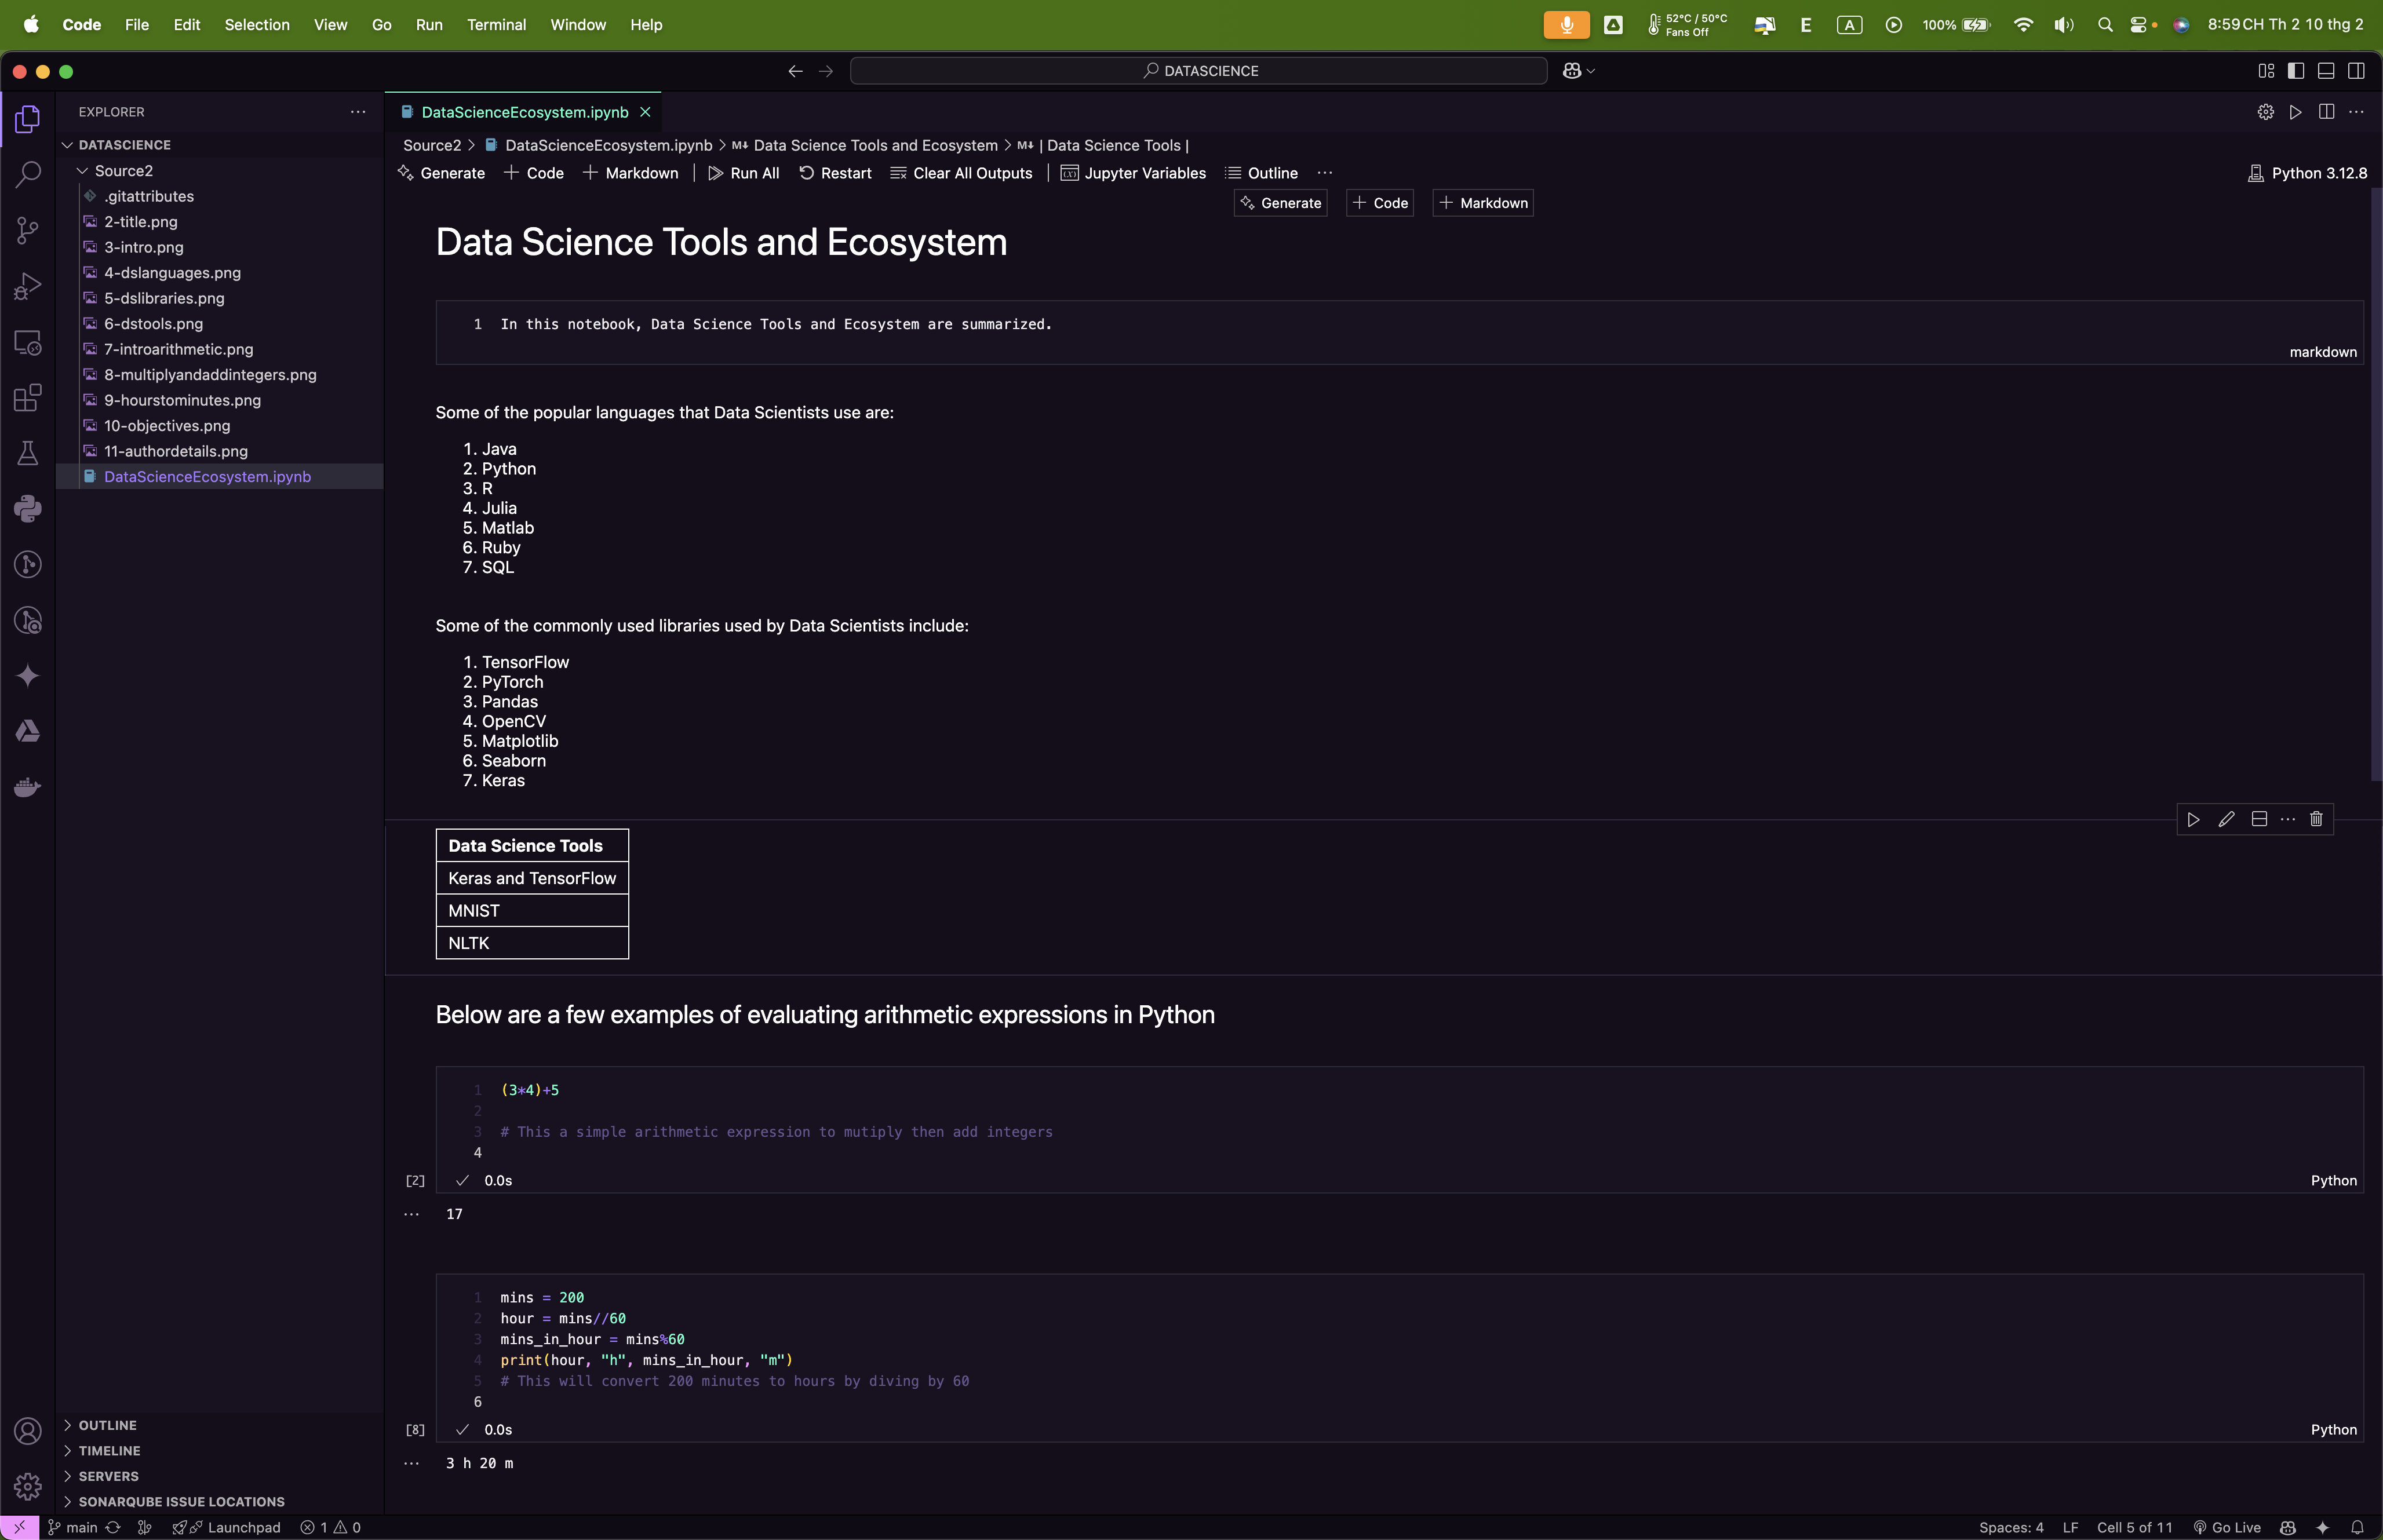 Code File Edit Selection View Go Run Terminal Window Help
52°C / 50°C
Fans Off
E
A
100%
8:59 CH Th 2 10 thg 2
DATASCIENCE
EXPLORER
DATASCIENCE
Source2
.gitattributes
2-title.png
3-intro.png
4-dslanguages.png
5-dslibraries.png
6-dstools.png
7-introarithmetic.png
8-multiplyandaddintegers.png
9-hourstominutes.png
10-objectives.png
11-authordetails.png
DataScienceEcosystem.ipynb
OUTLINE
TIMELINE
SERVERS
SONARQUBE ISSUE LOCATIONS
DataScienceEcosystem.ipynb
Source2 > DataScienceEcosystem.ipynb > M↓ Data Science Tools and Ecosystem > M↓ | Data Science Tools |
Generate + Code + Markdown | Run All Restart Clear All Outputs | Jupyter Variables Outline ...
Python 3.12.8
Generate + Code + Markdown
Data Science Tools and Ecosystem
1 In this notebook, Data Science Tools and Ecosystem are summarized.
markdown
Some of the popular languages that Data Scientists use are:
1. Java
2. Python
3. R
4. Julia
5. Matlab
6. Ruby
7. SQL
Some of the commonly used libraries used by Data Scientists include:
1. TensorFlow
2. PyTorch
3. Pandas
4. OpenCV
5. Matplotlib
6. Seaborn
7. Keras
Data Science Tools
Keras and TensorFlow
MNIST
NLTK
Below are a few examples of evaluating arithmetic expressions in Python
1 (3*4)+5
2
3 # This a simple arithmetic expression to mutiply then add integers
4
[2] 0.0s
Python
17
1 mins = 200
2 hour = mins//60
3 mins_in_hour = mins%60
4 print(hour, "h", mins_in_hour, "m")
5 # This will convert 200 minutes to hours by diving by 60
6
[8] 0.0s
Python
3 h 20 m
main Launchpad 1 0
Spaces: 4 LF Cell 5 of 11 Go Live